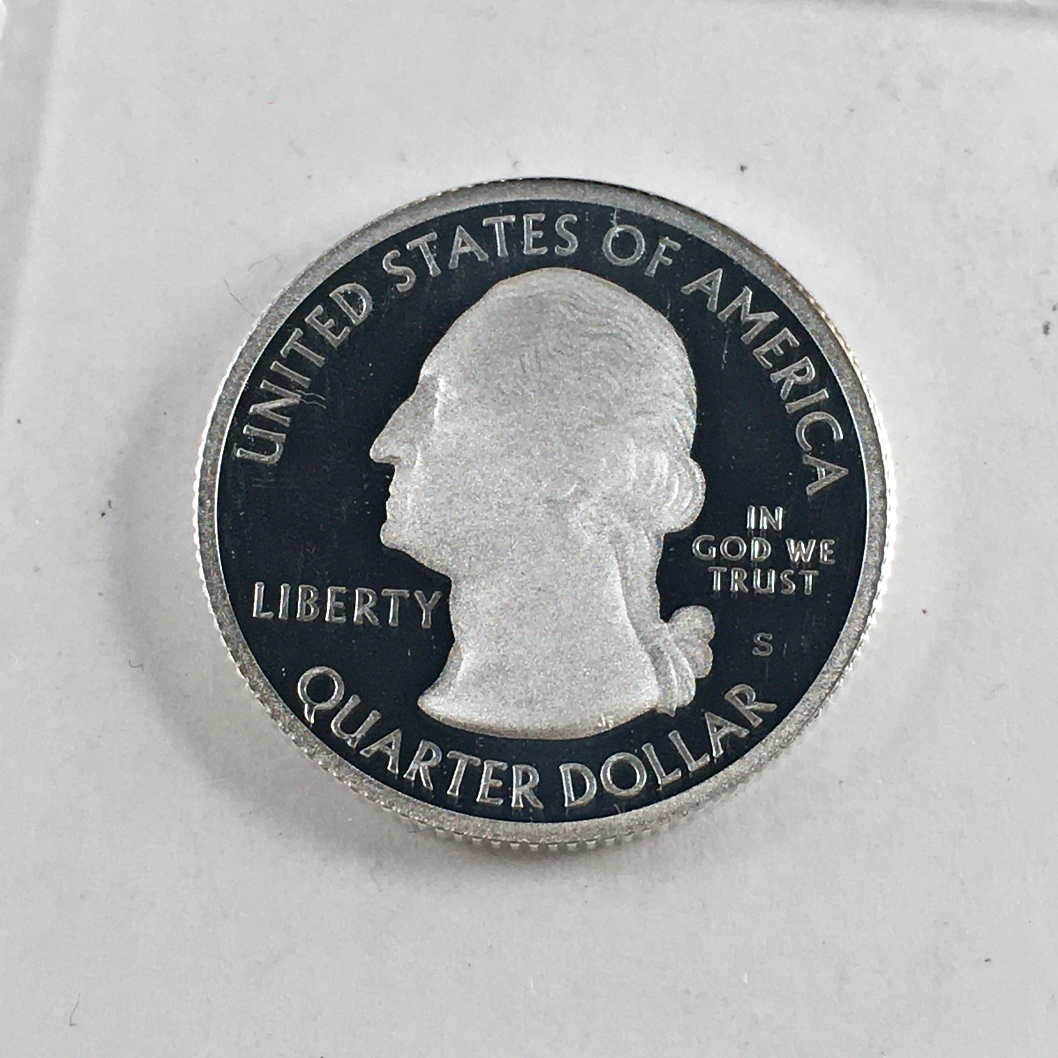 UNITED STATES OF AMERICA
LIBERTY
IN
GOD WE
TRUST
S
QUARTER DOLLAR